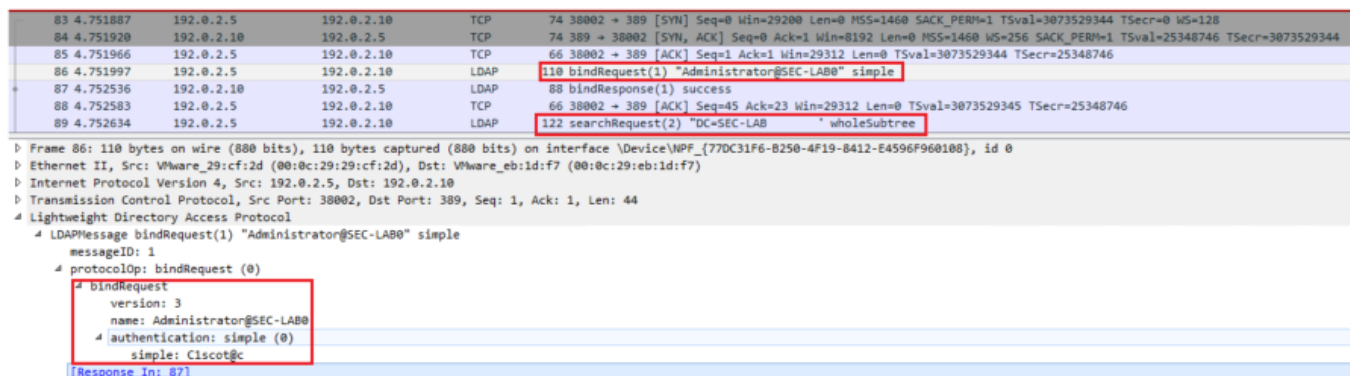 83 4.751887 192.0.2.5 192.0.2.10 TCP 74 38002 → 389 [SYN] Seq=0 Win=29200 Len=0 MSS=1460 SACK_PERM=1 TSval=3073529344 TSecr=0 WS=128
84 4.751920 192.0.2.10 192.0.2.5 TCP 74 389 → 38002 [SYN, ACK] Seq=0 Ack=1 Win=8192 Len=0 MSS=1460 WS=256 SACK_PERM=1 TSval=25348746 TSecr=3073529344
85 4.751966 192.0.2.5 192.0.2.10 TCP 66 38002 → 389 [ACK] Seq=1 Ack=1 Win=29312 Len=0 TSval=3073529344 TSecr=25348746
86 4.751997 192.0.2.5 192.0.2.10 LDAP 110 bindRequest(1) "Administrator@SEC-LAB0" simple
87 4.752536 192.0.2.10 192.0.2.5 LDAP 88 bindResponse(1) success
88 4.752583 192.0.2.5 192.0.2.10 TCP 66 38002 → 389 [ACK] Seq=45 Ack=23 Win=29312 Len=0 TSval=3073529345 TSecr=25348746
89 4.752634 192.0.2.5 192.0.2.10 LDAP 122 searchRequest(2) "DC=SEC-LAB ' wholeSubtree
Frame 86: 110 bytes on wire (880 bits), 110 bytes captured (880 bits) on interface \Device\NPF_{77DC31F6-B250-4F19-8412-E4596F960108}, id 0
Ethernet II, Src: VMware_29:cf:2d (00:0c:29:29:cf:2d), Dst: VMware_eb:1d:f7 (00:0c:29:eb:1d:f7)
Internet Protocol Version 4, Src: 192.0.2.5, Dst: 192.0.2.10
Transmission Control Protocol, Src Port: 38002, Dst Port: 389, Seq: 1, Ack: 1, Len: 44
Lightweight Directory Access Protocol
LDAPMessage bindRequest(1) "Administrator@SEC-LAB0" simple
messageID: 1
protocolOp: bindRequest (0)
bindRequest
version: 3
name: Administrator@SEC-LAB0
authentication: simple (0)
simple: C1scot@c
[Response In: 87]